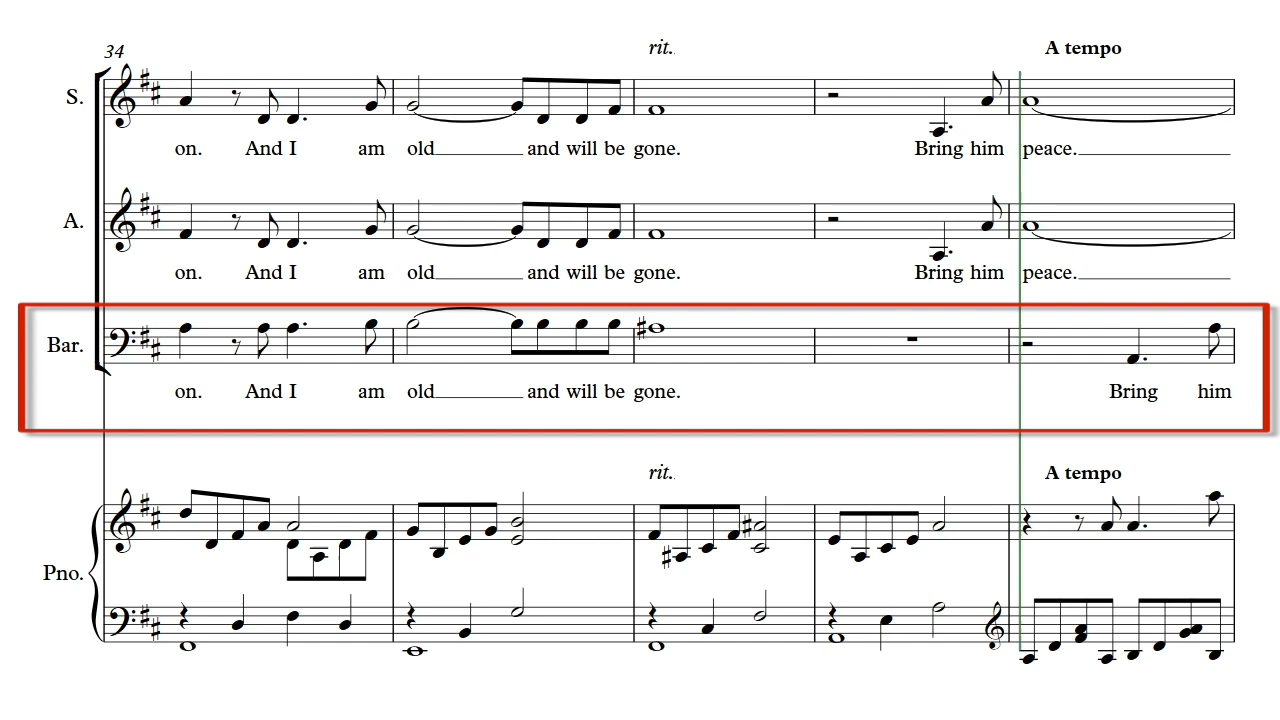 34
rit.
A tempo
S.
on. And I am old and will be gone. Bring him peace.
A.
on. And I am old and will be gone. Bring him peace.
Bar.
on. And I am old and will be gone. Bring him
rit.
A tempo
Pno.